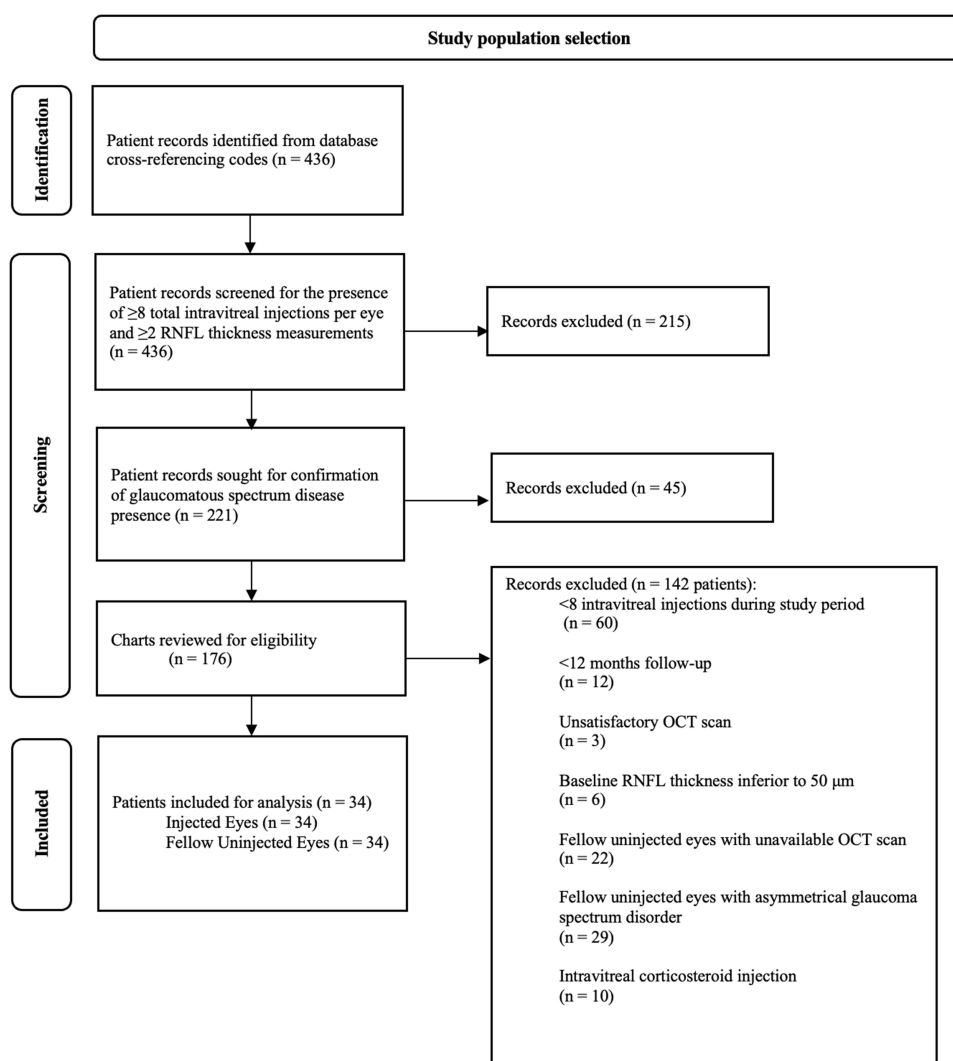 Study population selection
Identification
Patient records identified from database
cross-referencing codes (n = 436)
Screening
Patient records screened for the presence
of ≥8 total intravitreal injections per eye
and ≥2 RNFL thickness measurements
(n = 436)
Records excluded (n = 215)
Patient records sought for confirmation
of glaucomatous spectrum disease
presence (n = 221)
Records excluded (n = 45)
Charts reviewed for eligibility
(n = 176)
Records excluded (n = 142 patients):
<8 intravitreal injections during study period
(n = 60)
<12 months follow-up
(n = 12)
Unsatisfactory OCT scan
(n = 3)
Baseline RNFL thickness inferior to 50 μm
(n = 6)
Fellow uninjected eyes with unavailable OCT scan
(n = 22)
Fellow uninjected eyes with asymmetrical glaucoma
spectrum disorder
(n = 29)
Intravitreal corticosteroid injection
(n = 10)
Included
Patients included for analysis (n = 34)
Injected Eyes (n = 34)
Fellow Uninjected Eyes (n = 34)